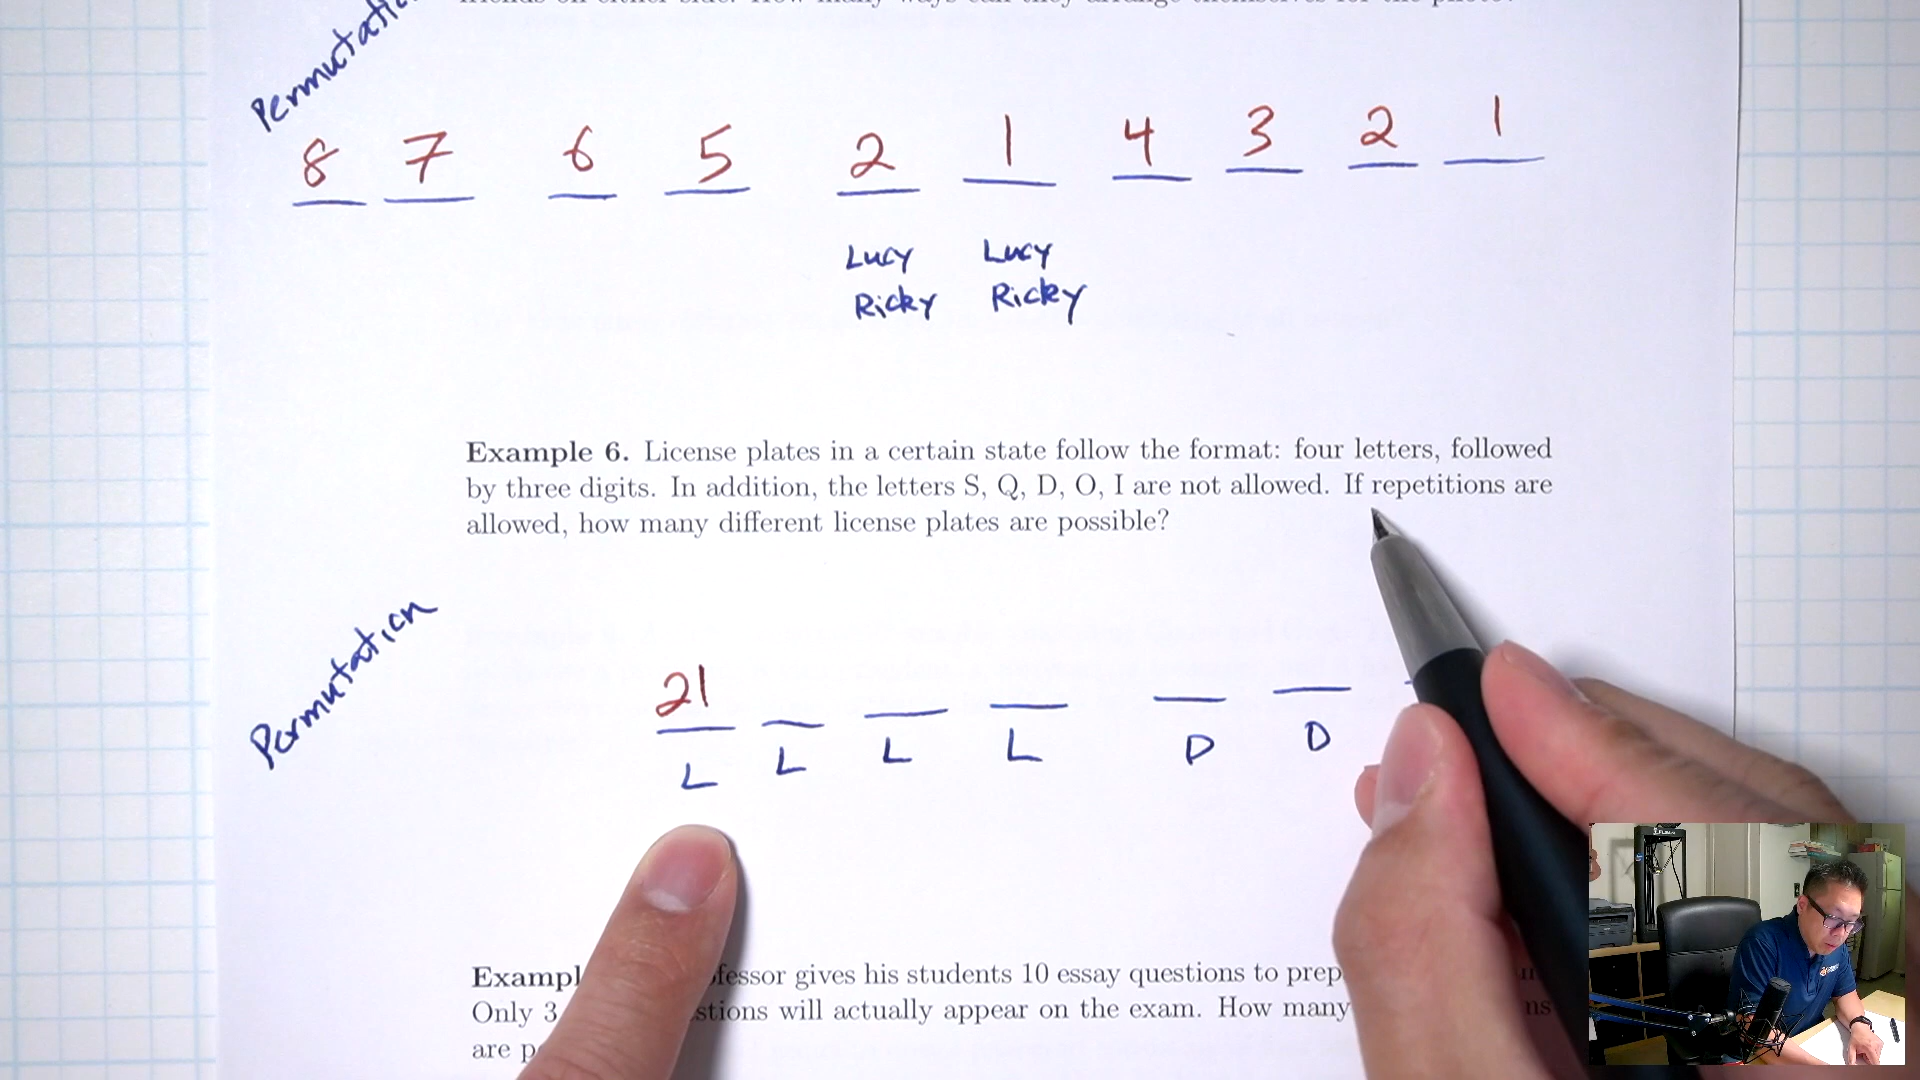 Permutatic
8 7 6 5 2 1 4 3 2 1
Lucy Lucy
Ricky Ricky
Example 6. License plates in a certain state follow the format: four letters, followed
by three digits. In addition, the letters S, Q, D, O, I are not allowed. If repetitions are
allowed, how many different license plates are possible?
Permutation
21
L L L L D D
Exampl fessor gives his students 10 essay questions to prep
Only 3 stions will actually appear on the exam. How many ns
are p